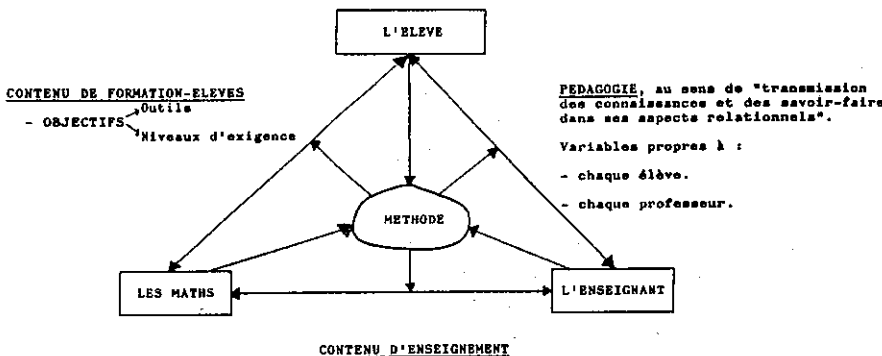 L'ELEVE
CONTENU DE FORMATION-ELEVES
- OBJECTIFS
Outils
Niveaux d'exigence
PEDAGOGIE, au sens de "transmission
des connaissances et des savoir-faire
dans ses aspects relationnels".
Variables propres à :
- chaque élève.
- chaque professeur.
METHODE
LES MATHS
L'ENSEIGNANT
CONTENU D'ENSEIGNEMENT